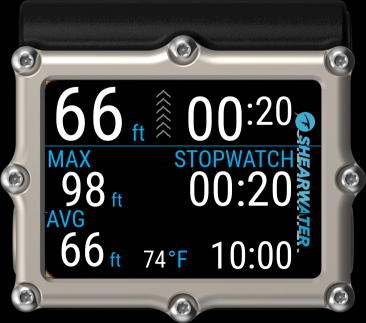 66 ft 00:20
MAX STOPWATCH
98 ft 00:20
AVG
66 ft 74°F 10:00
SHEARWATER